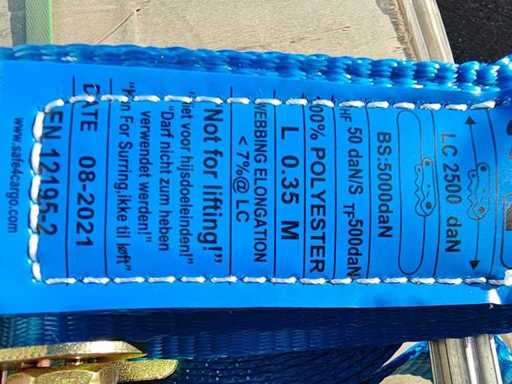 LC 2500 daN
BS:5000daN
HF 50 daN/S TF500daN
100% POLYESTER
L 0.35 M
WEBBING ELONGATION
< 7%@ LC
"Not for lifting!"
"niet voor hijsdoeleinden!"
"Darf nicht zum heben
verwendet werden!"
For Surring, ikke til løft"
DATE 08-2021
EN 12195-2
www.safe4cargo.com